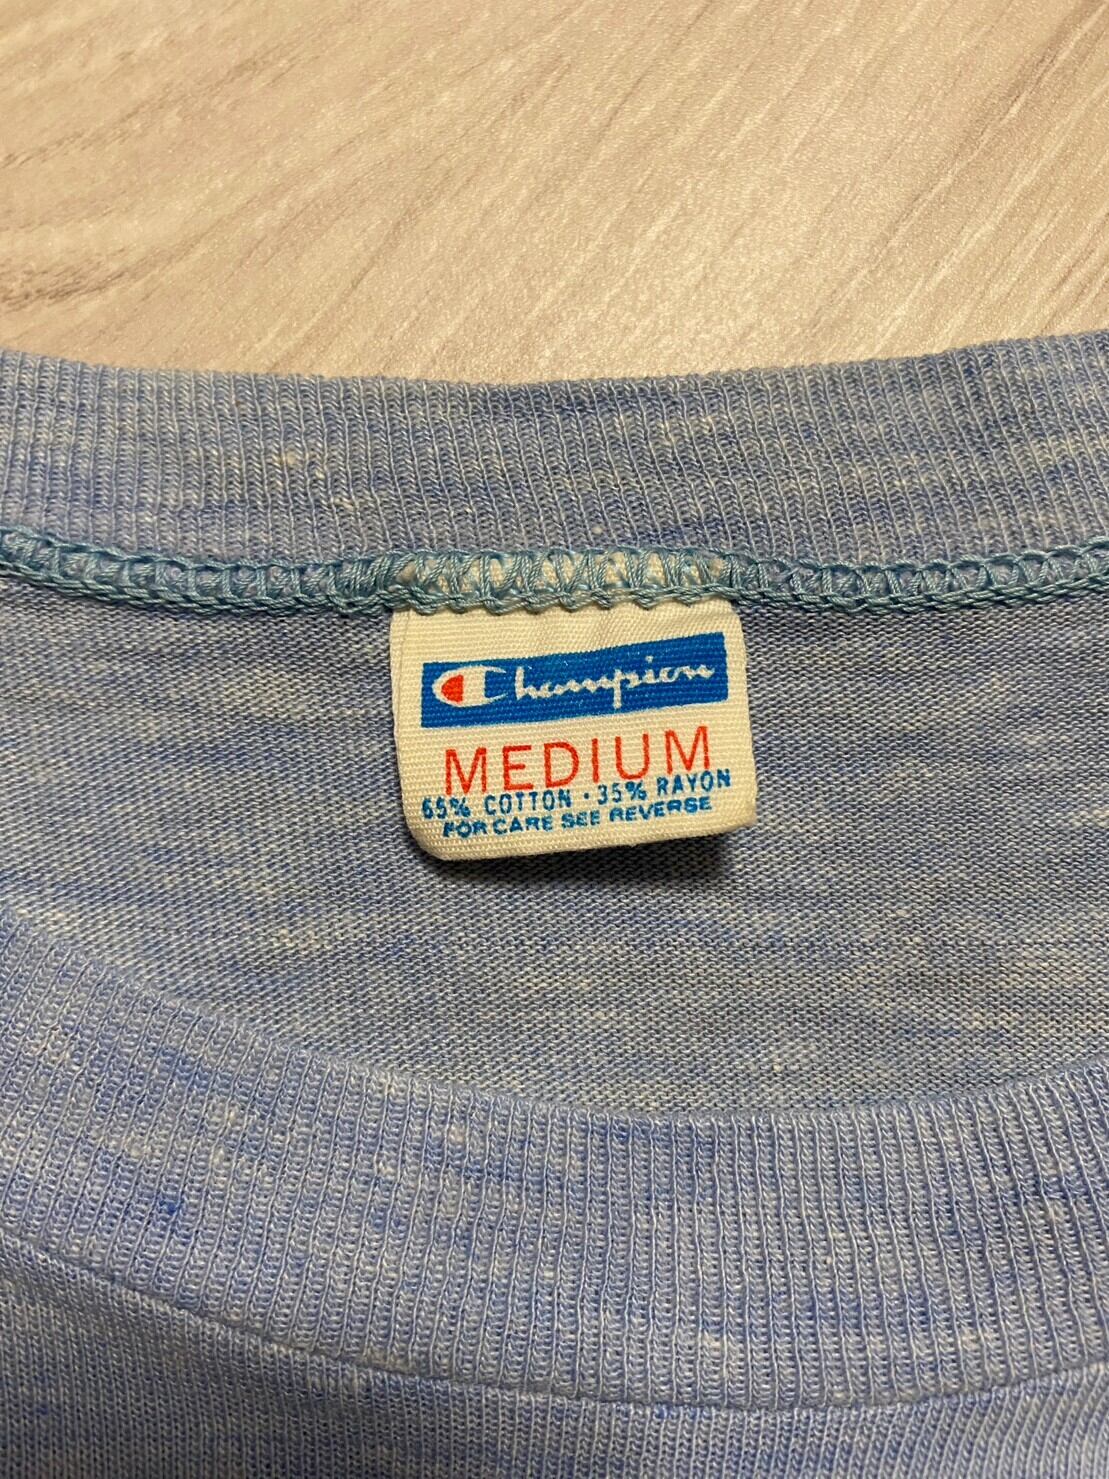 Champion
MEDIUM
65% COTTON · 35% RAYON
FOR CARE SEE REVERSE